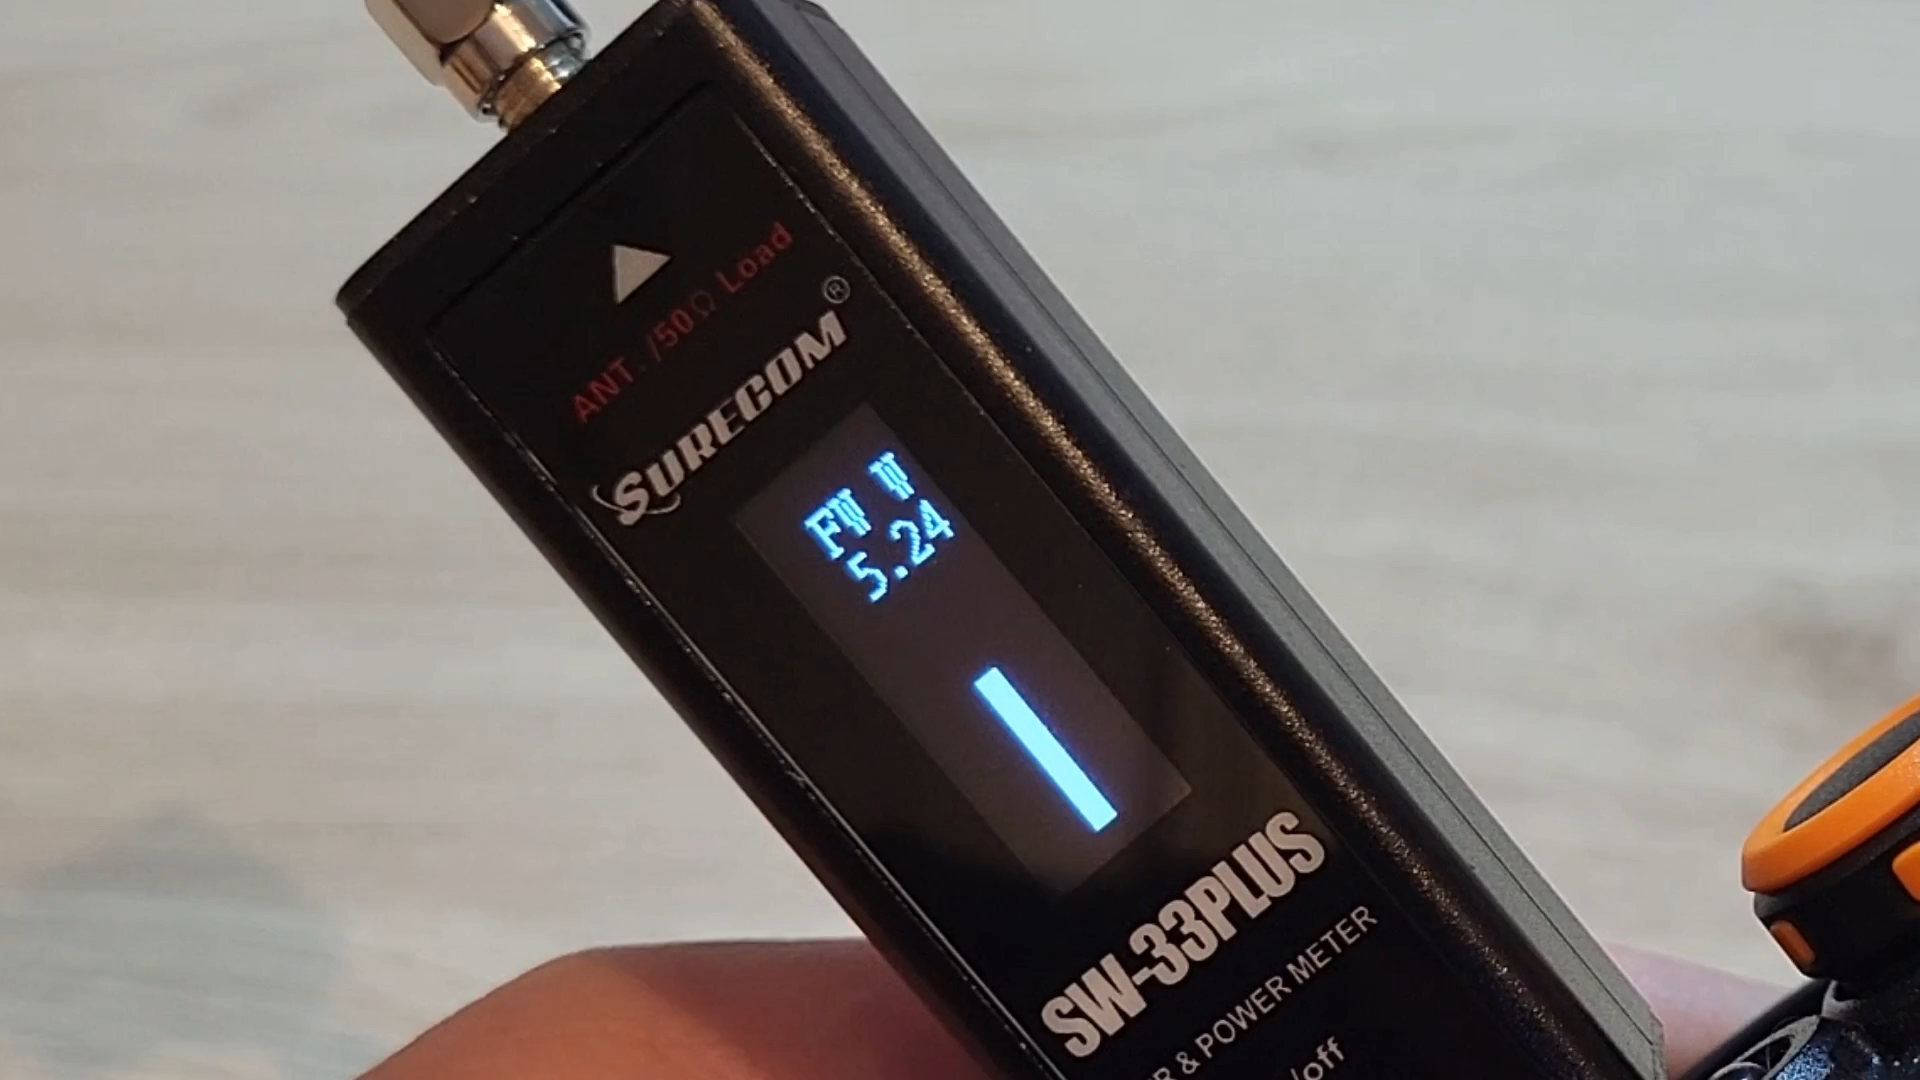 ANT./50Ω Load
SURECOM®
FW W
5.24
SW-33PLUS
R & POWER METER
/off